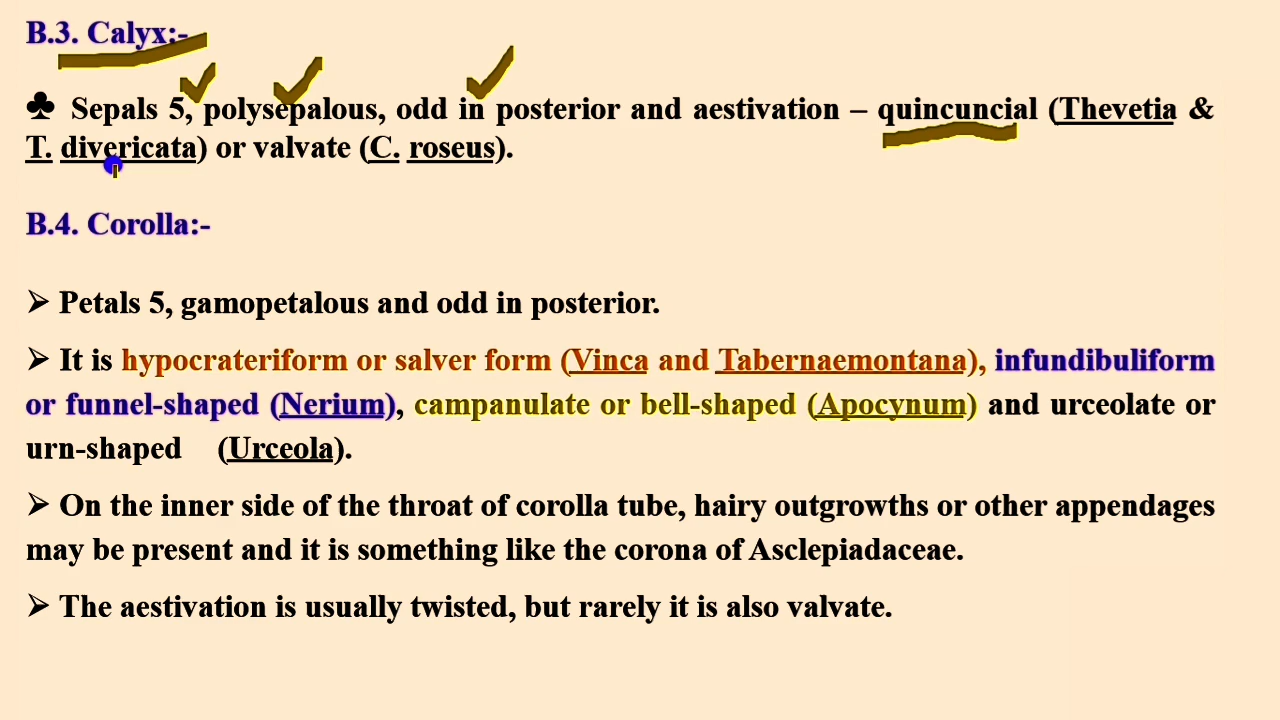 B.3. Calyx:-
♣ Sepals 5, polysepalous, odd in posterior and aestivation – quincuncial (Thevetia &
T. divericata) or valvate (C. roseus).
B.4. Corolla:-
➢ Petals 5, gamopetalous and odd in posterior.
➢ It is hypocrateriform or salver form (Vinca and Tabernaemontana), infundibuliform
or funnel-shaped (Nerium), campanulate or bell-shaped (Apocynum) and urceolate or
urn-shaped (Urceola).
➢ On the inner side of the throat of corolla tube, hairy outgrowths or other appendages
may be present and it is something like the corona of Asclepiadaceae.
➢ The aestivation is usually twisted, but rarely it is also valvate.